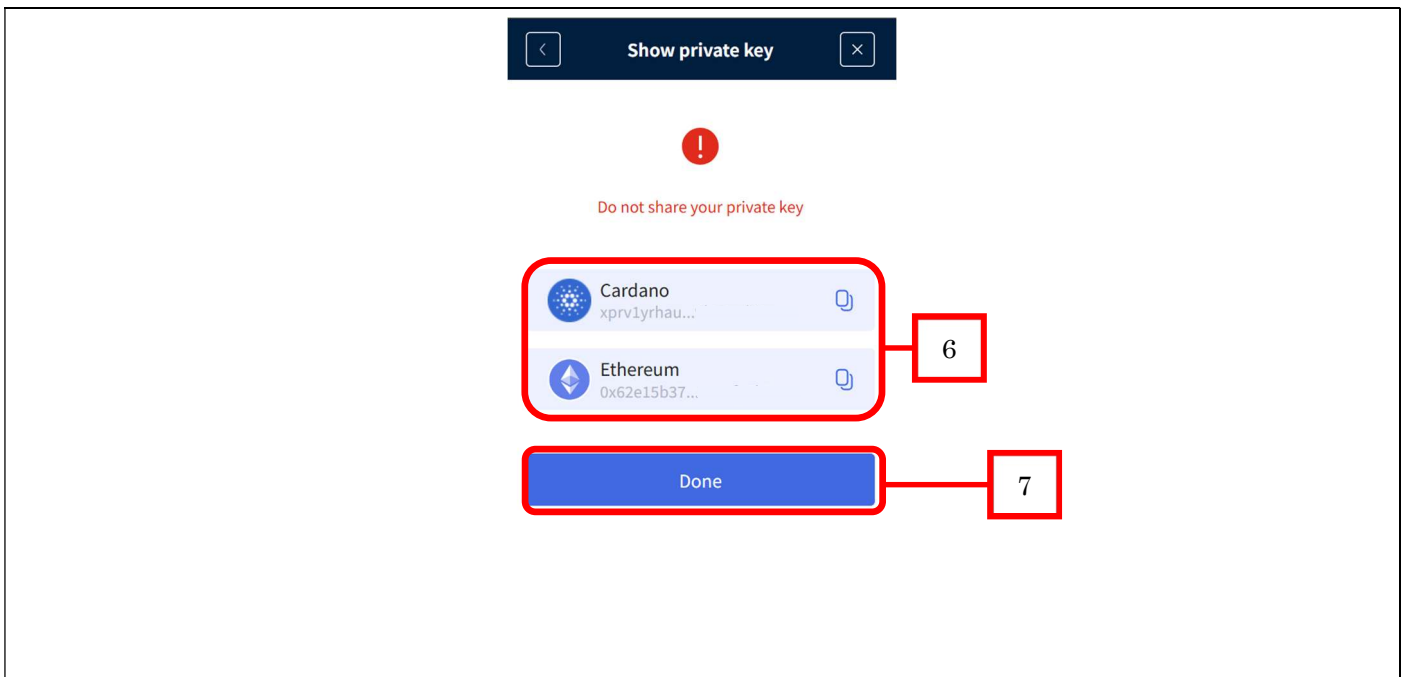 Show private key
Do not share your private key
Cardano
xprv1yrhau...
6
Ethereum
0x62e15b37...
Done
7